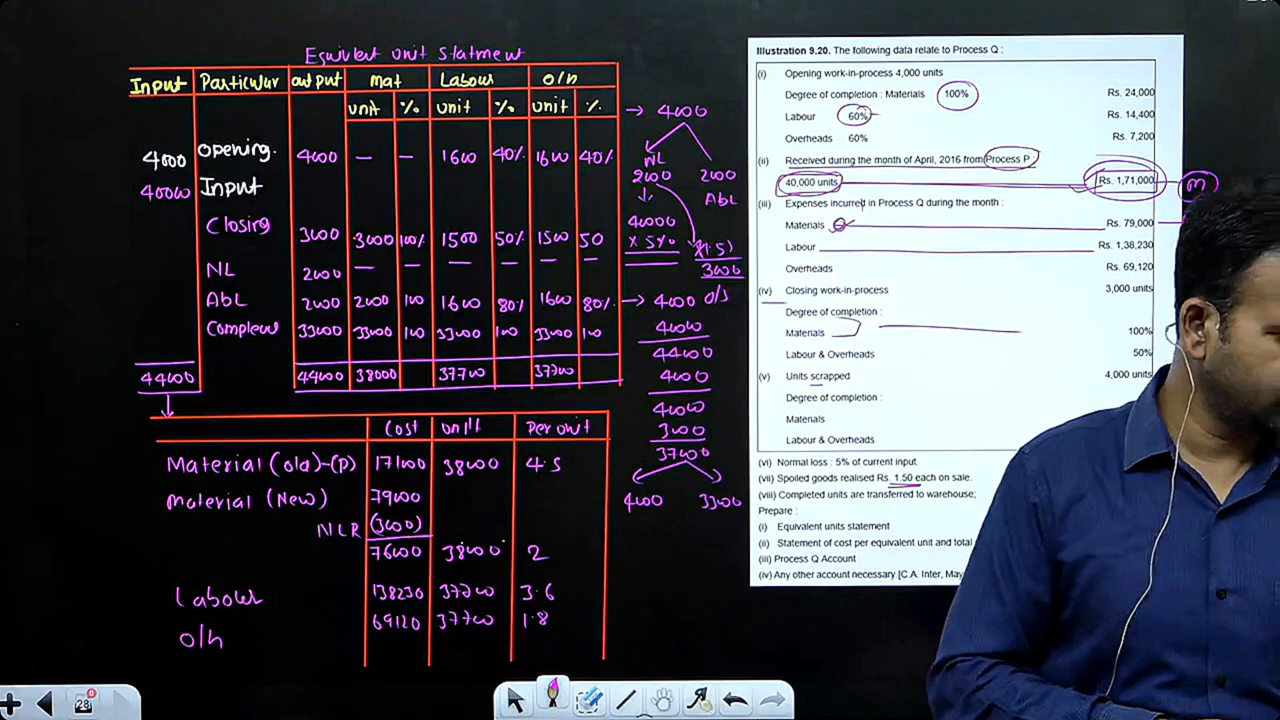 Equivalent Unit Statment
Input Particular output Mat Labour O/h
unit % unit % unit %
4000 Opening. 4000 — — 1600 40% 1600 40%
40000 Input
Closing 3000 3000 100% 1500 50% 1500 50
NL 2000 — — — — — —
AbL 2000 2000 100 1600 80% 1600 80%
33000 33000 100 33000 100 33000 100
44000 44000 38000 37700 37700
→ 4000
NL
2000 2000
AbL
40000
× 5%
3000
→ 4000 O/s
4000
44000
4000
4000
3000
37000
4000 33000
Cost unit Per unit
Material (old)-(P) 171000 38000 4.5
Material (New) 79000
NLR (3000)
76000 38000 2
Labour 138230 37700 3.6
O/h 69120 37700 1.8
Illustration 9.20. The following data relate to Process Q :
(i) Opening work-in-process 4,000 units
Degree of completion : Materials 100% Rs. 24,000
Labour 60% Rs. 14,400
Overheads 60% Rs. 7,200
(ii) Received during the month of April, 2016 from Process P
40,000 units Rs. 1,71,000 m
(iii) Expenses incurred in Process Q during the month :
Materials Rs. 79,000
Labour Rs. 1,38,230
Overheads Rs. 69,120
(iv) Closing work-in-process 3,000 units
Degree of completion :
Materials 100%
Labour & Overheads 50%
(v) Units scrapped 4,000 units
Degree of completion :
Materials
Labour & Overheads
(vi) Normal loss : 5% of current input.
(vii) Spoiled goods realised Rs. 1.50 each on sale.
(viii) Completed units are transferred to warehouse;
Prepare :
(i) Equivalent units statement
(ii) Statement of cost per equivalent unit and total
(iii) Process Q Account
(iv) Any other account necessary [C.A. Inter, May
28
0